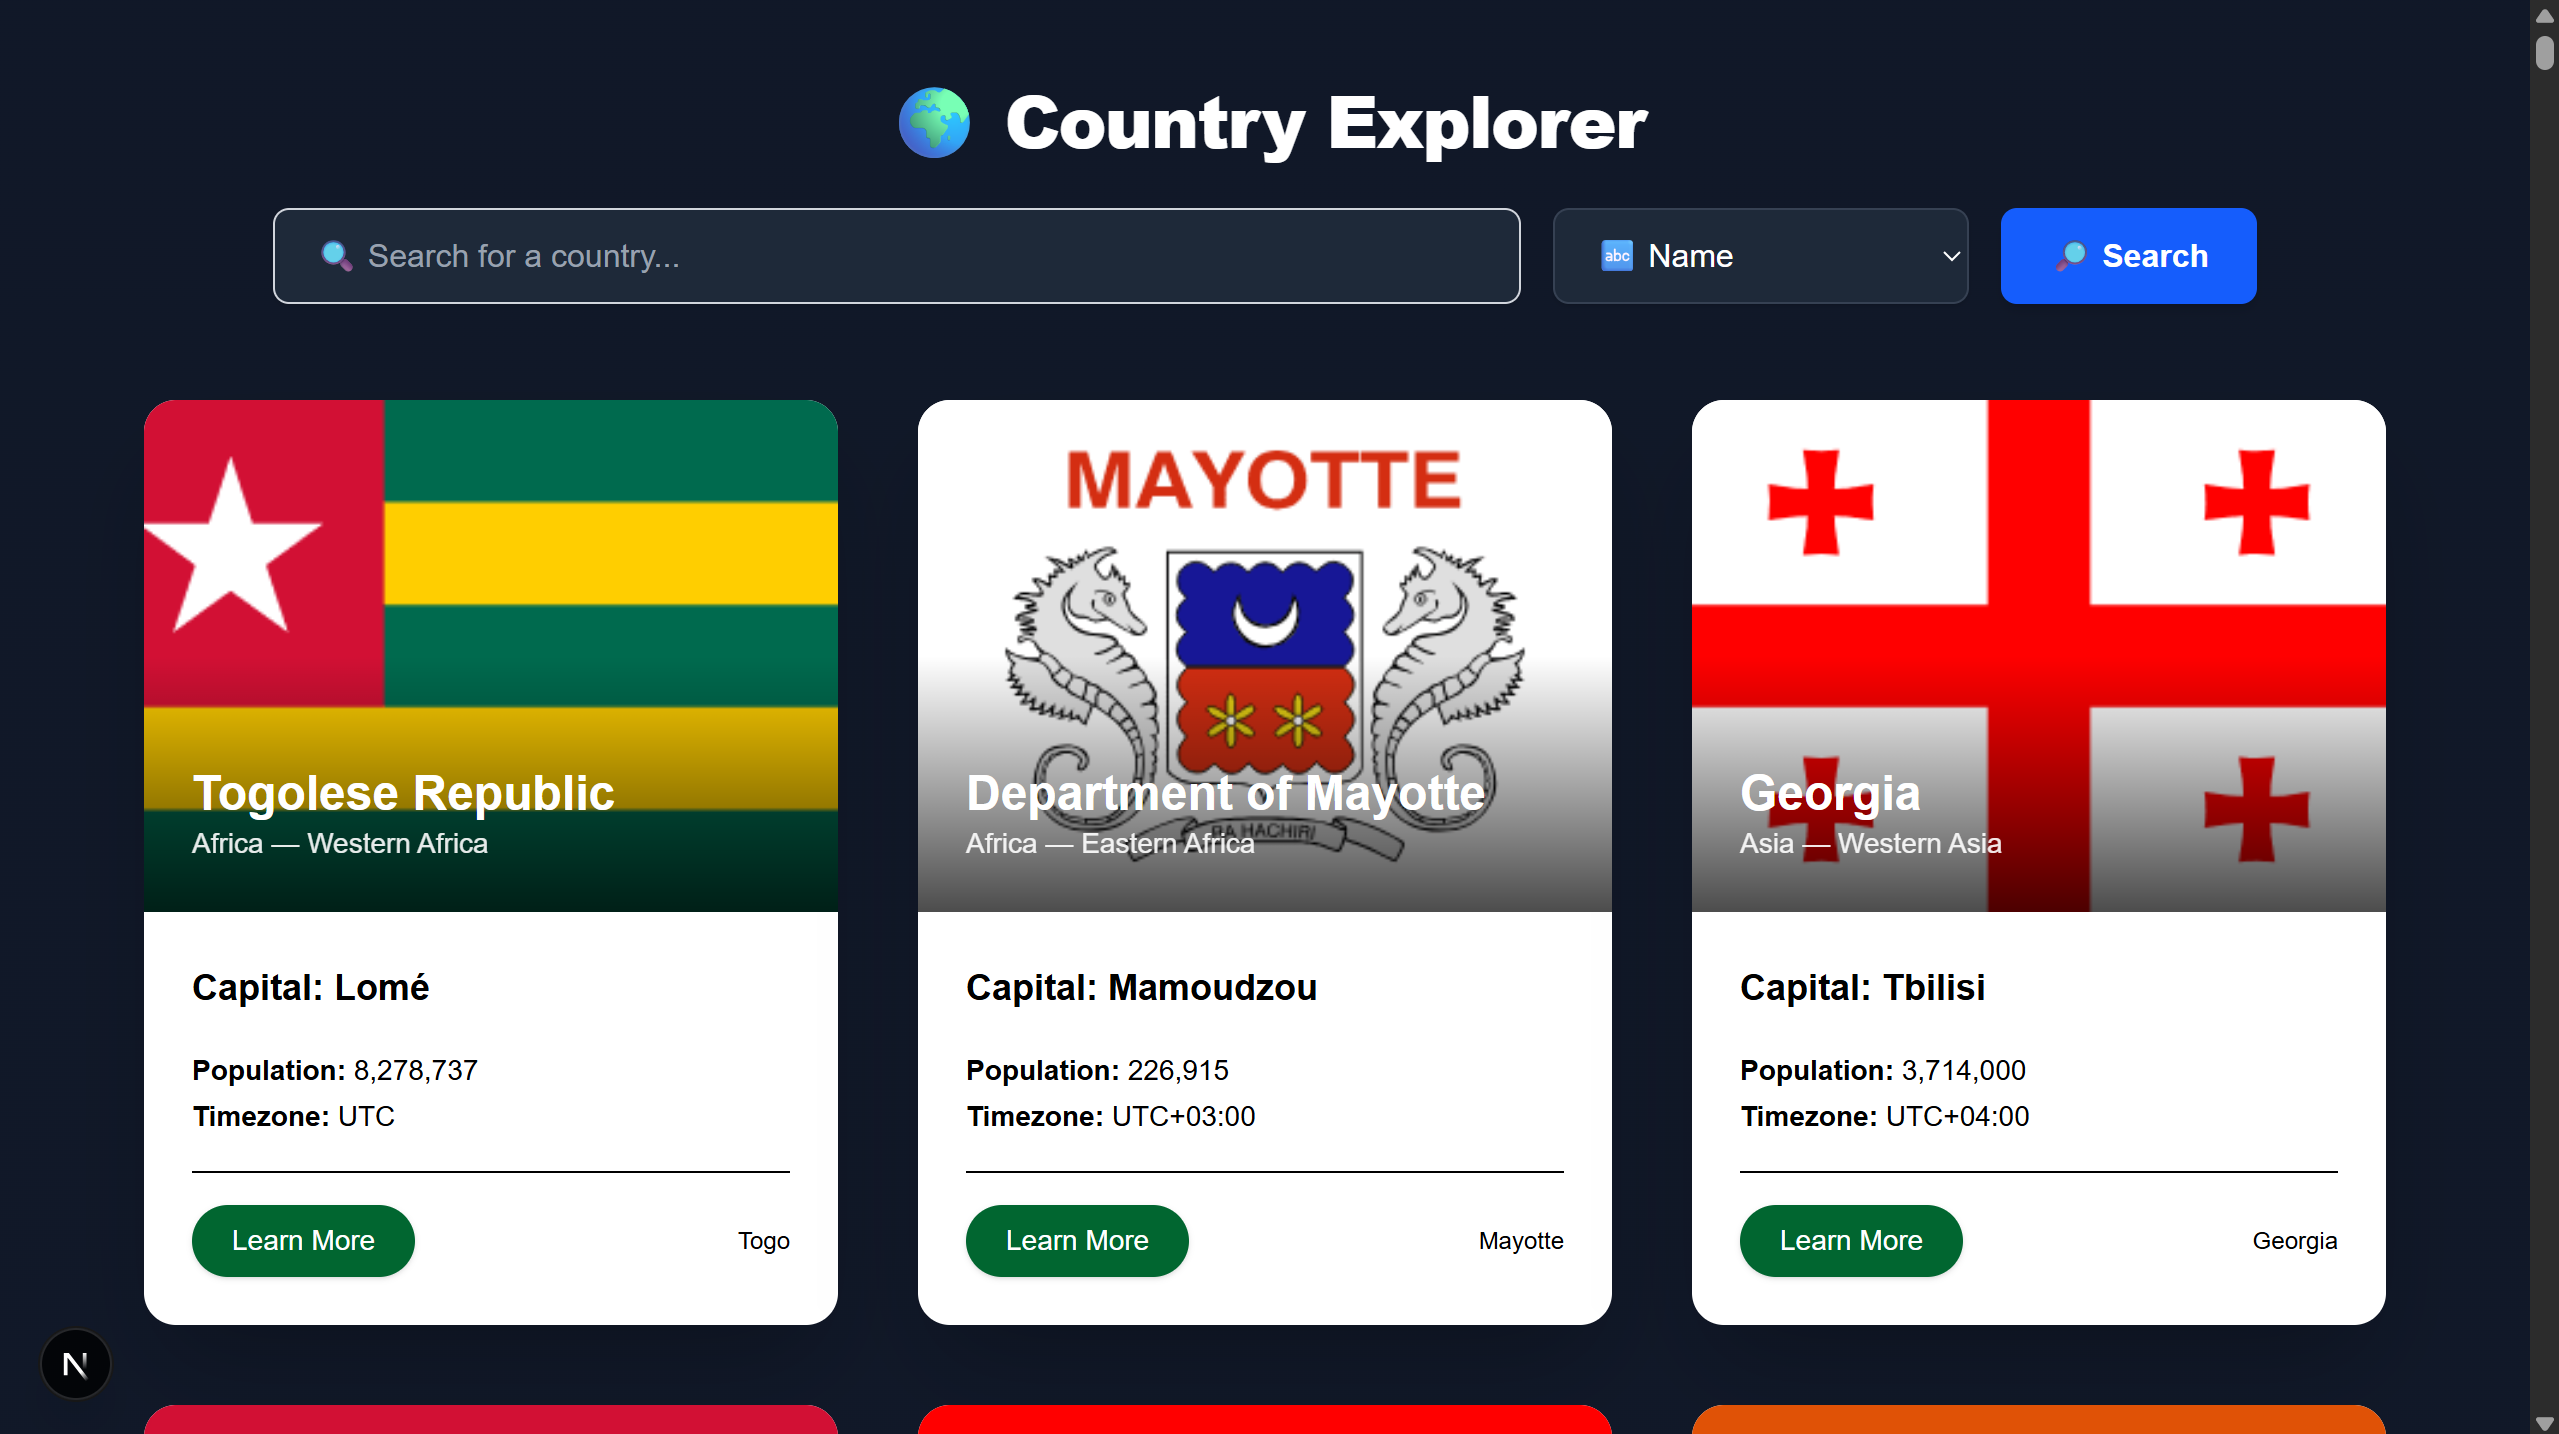 🌍 Country Explorer
🔍 Search for a country...
🔤 Name
🔎 Search
Togolese Republic
Africa — Western Africa
Capital: Lomé
Population: 8,278,737
Timezone: UTC
Learn More
Togo
MAYOTTE
RA HACHIRI
Department of Mayotte
Africa — Eastern Africa
Capital: Mamoudzou
Population: 226,915
Timezone: UTC+03:00
Learn More
Mayotte
Georgia
Asia — Western Asia
Capital: Tbilisi
Population: 3,714,000
Timezone: UTC+04:00
Learn More
Georgia
N